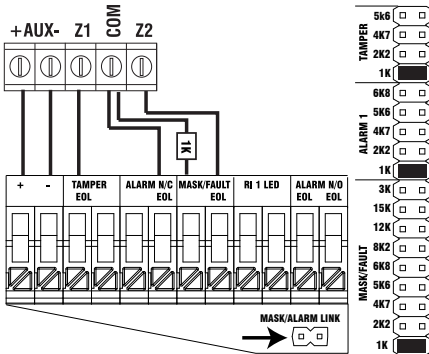 +AUX- Z1 COM Z2
1K
+ - TAMPER EOL ALARM N/C EOL MASK/FAULT EOL RI 1 LED ALARM N/O EOL
MASK/ALARM LINK
TAMPER
5k6
4K7
2K2
1K
ALARM 1
6K8
5K6
4K7
2K2
1K
MASK/FAULT
3K
15K
12K
8K2
6K8
5K6
4K7
2K2
1K